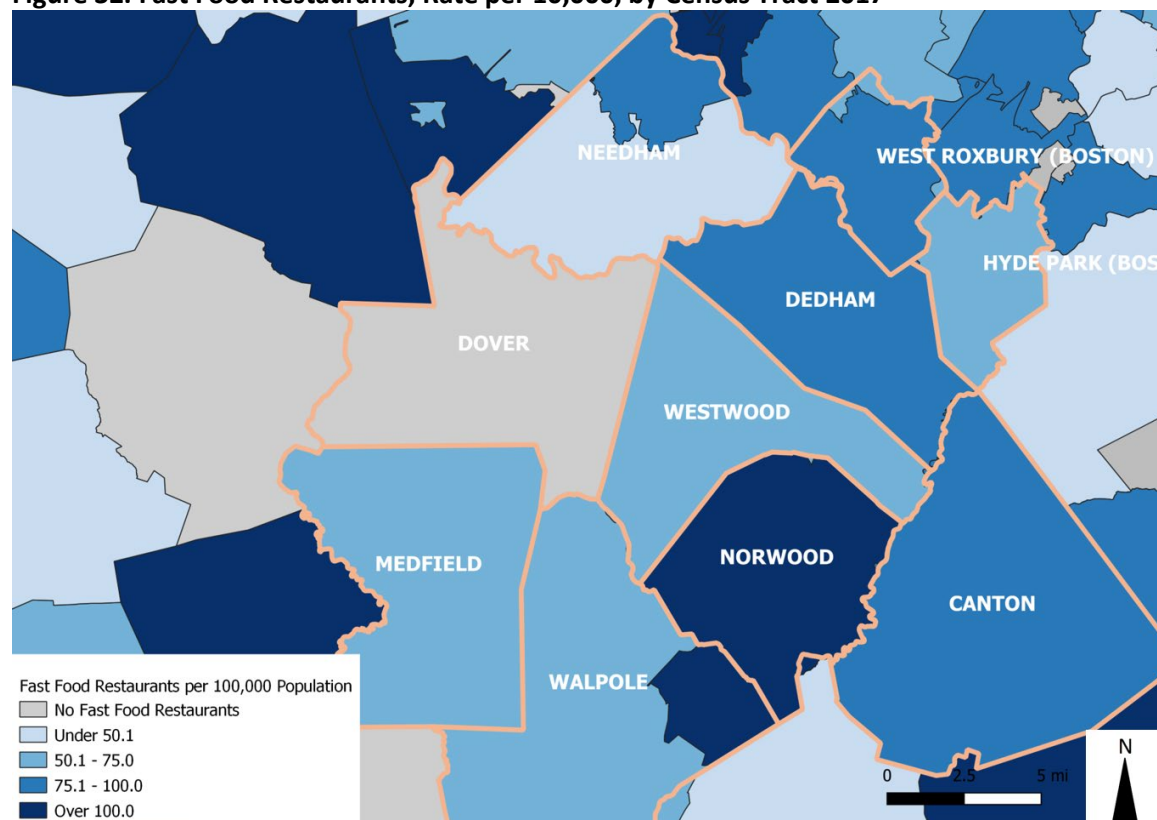 Figure 32. Fast Food Restaurants, Rate per 10,000, by Census Tract 2017
NEEDHAM
WEST ROXBURY (BOSTON)
HYDE PARK (BOS
DEDHAM
DOVER
WESTWOOD
NORWOOD
MEDFIELD
CANTON
WALPOLE
Fast Food Restaurants per 100,000 Population
No Fast Food Restaurants
Under 50.1
50.1 - 75.0
75.1 - 100.0
Over 100.0
0 2.5 5 mi
N